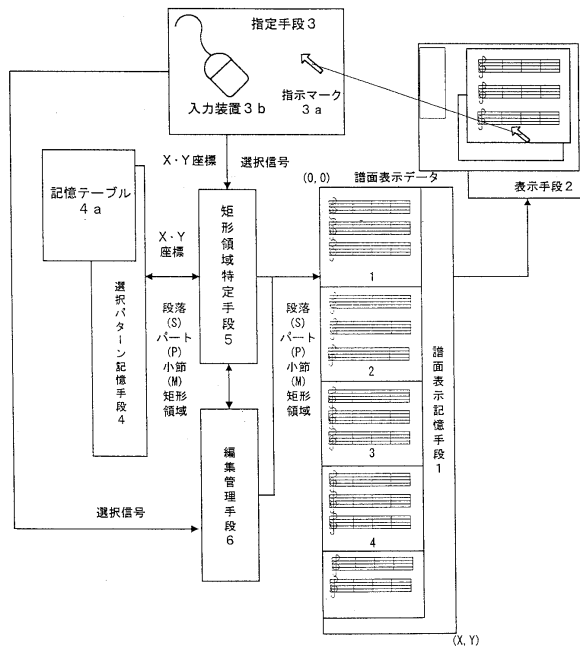 指定手段3
入力装置3b
指示マーク
3a
X・Y座標
選択信号
(0,0)
譜面表示データ
表示手段2
記憶テーブル
4a
選択パターン記憶手段4
X・Y
座標
矩形領域特定手段5
段落
(S)
パート
(P)
小節
(M)
矩形
領域
段落
(S)
パート
(P)
小節
(M)
矩形
領域
1
2
3
4
譜面表示記憶手段1
編集管理手段6
選択信号
(X,Y)